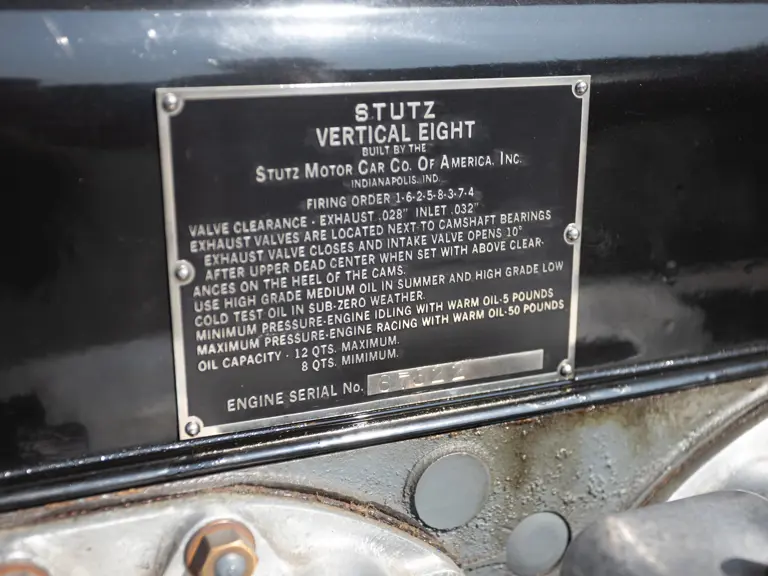 STUTZ
VERTICAL EIGHT
BUILT BY THE
STUTZ MOTOR CAR CO. OF AMERICA, INC.
INDIANAPOLIS, IND.
FIRING ORDER 1-6-2-5-8-3-7-4
VALVE CLEARANCE - EXHAUST .028" INLET .032"
EXHAUST VALVES ARE LOCATED NEXT TO CAMSHAFT BEARINGS
EXHAUST VALVE CLOSES AND INTAKE VALVE OPENS 10°
AFTER UPPER DEAD CENTER WHEN SET WITH ABOVE CLEAR-
ANCES ON THE HEEL OF THE CAMS.
USE HIGH GRADE MEDIUM OIL IN SUMMER AND HIGH GRADE LOW
COLD TEST OIL IN SUB-ZERO WEATHER.
MINIMUM PRESSURE-ENGINE IDLING WITH WARM OIL-5 POUNDS
MAXIMUM PRESSURE-ENGINE RACING WITH WARM OIL-50 POUNDS
OIL CAPACITY - 12 QTS. MAXIMUM.
8 QTS. MIMIMUM.
ENGINE SERIAL No.